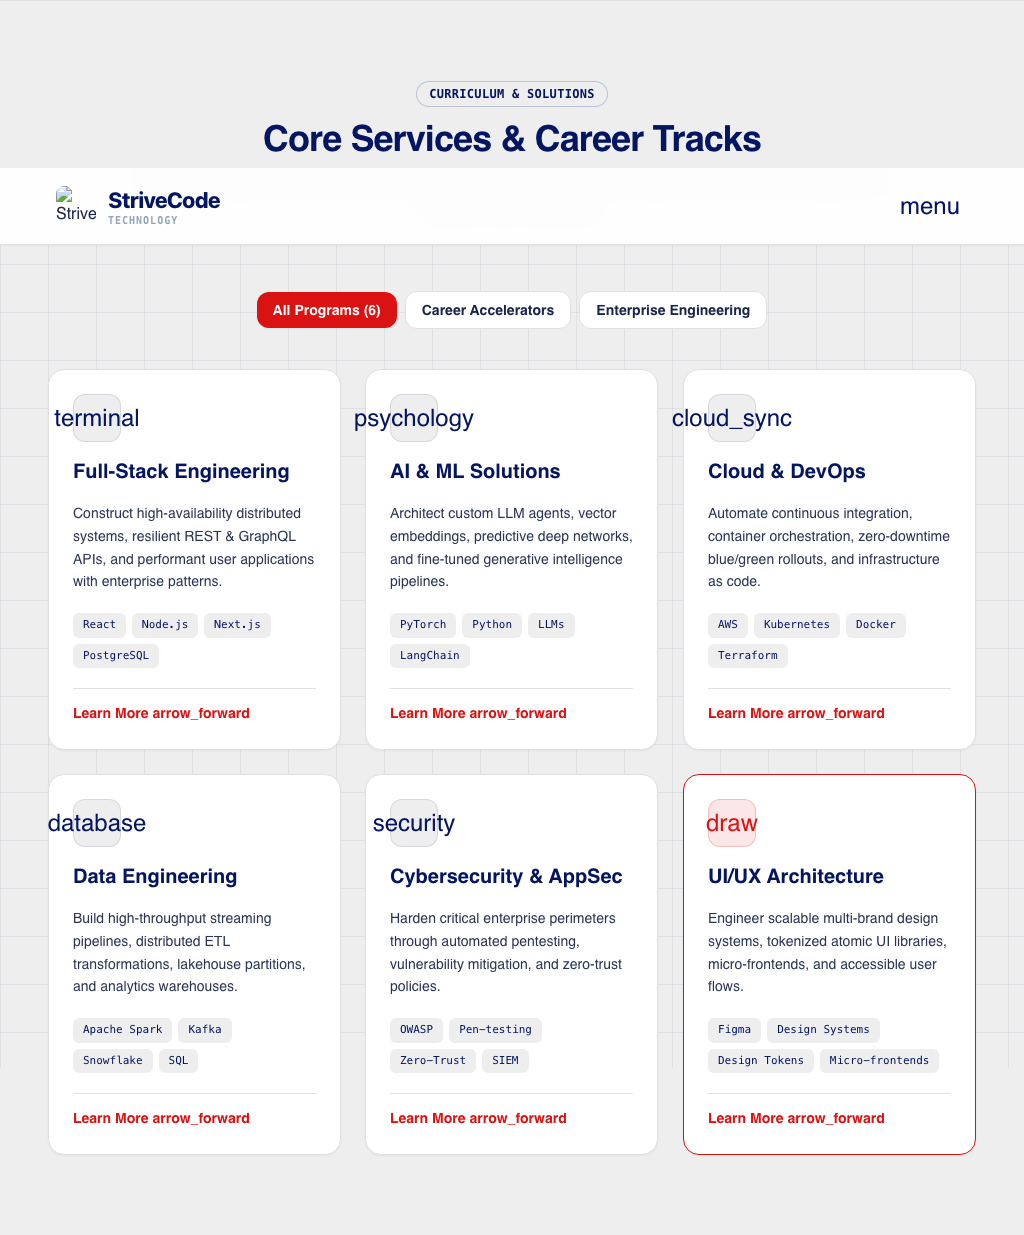 CURRICULUM & SOLUTIONS
Core Services & Career Tracks
Strive
StriveCode
TECHNOLOGY
menu
All Programs (6)
Career Accelerators
Enterprise Engineering
terminal
Full-Stack Engineering
Construct high-availability distributed
systems, resilient REST & GraphQL
APIs, and performant user applications
with enterprise patterns.
React
Node.js
Next.js
PostgreSQL
Learn More arrow_forward
psychology
AI & ML Solutions
Architect custom LLM agents, vector
embeddings, predictive deep networks,
and fine-tuned generative intelligence
pipelines.
PyTorch
Python
LLMs
LangChain
Learn More arrow_forward
cloud_sync
Cloud & DevOps
Automate continuous integration,
container orchestration, zero-downtime
blue/green rollouts, and infrastructure
as code.
AWS
Kubernetes
Docker
Terraform
Learn More arrow_forward
database
Data Engineering
Build high-throughput streaming
pipelines, distributed ETL
transformations, lakehouse partitions,
and analytics warehouses.
Apache Spark
Kafka
Snowflake
SQL
Learn More arrow_forward
security
Cybersecurity & AppSec
Harden critical enterprise perimeters
through automated pentesting,
vulnerability mitigation, and zero-trust
policies.
OWASP
Pen-testing
Zero-Trust
SIEM
Learn More arrow_forward
draw
UI/UX Architecture
Engineer scalable multi-brand design
systems, tokenized atomic UI libraries,
micro-frontends, and accessible user
flows.
Figma
Design Systems
Design Tokens
Micro-frontends
Learn More arrow_forward